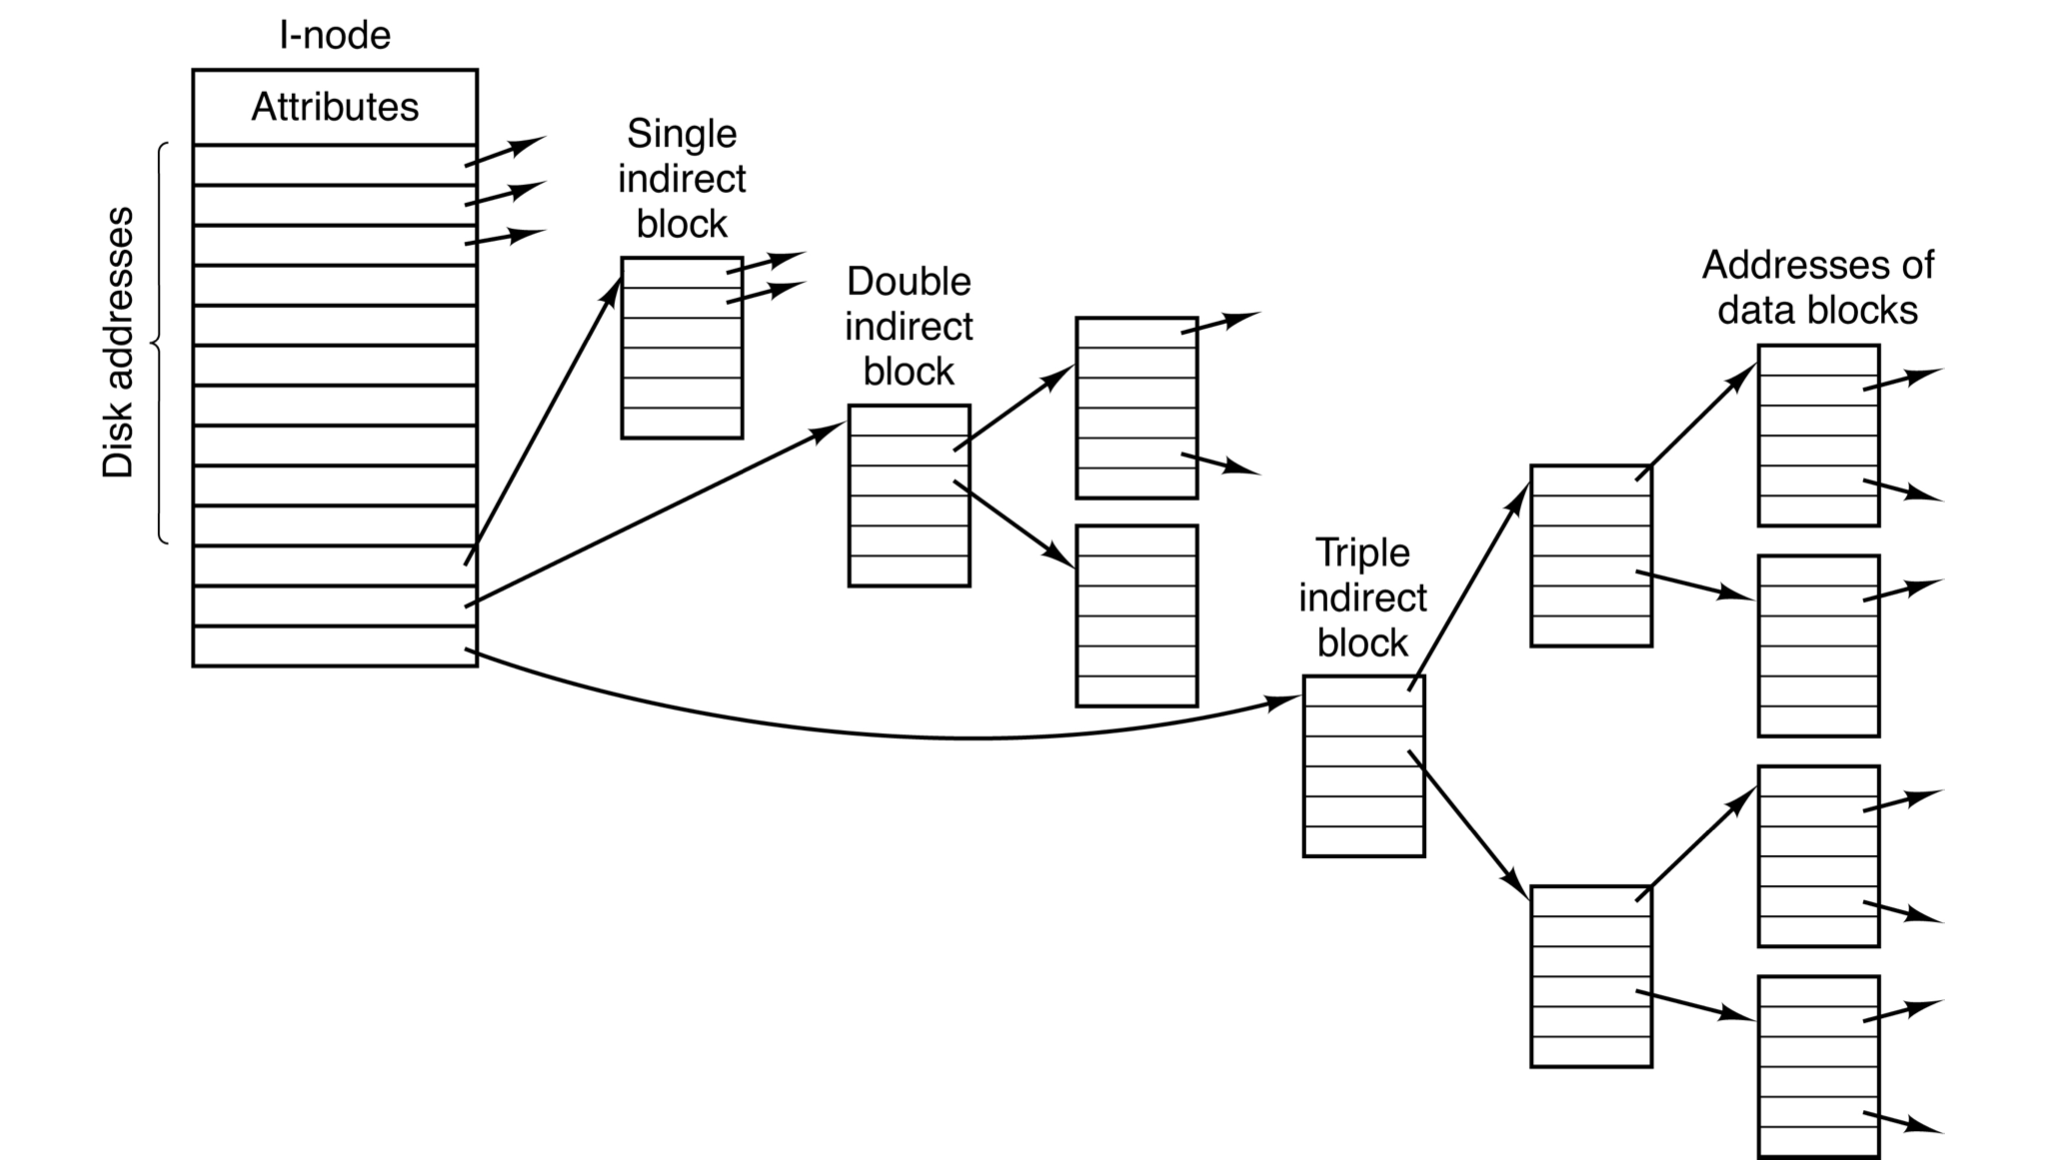 I-node
Attributes
Disk addresses
Single
indirect
block
Double
indirect
block
Triple
indirect
block
Addresses of
data blocks